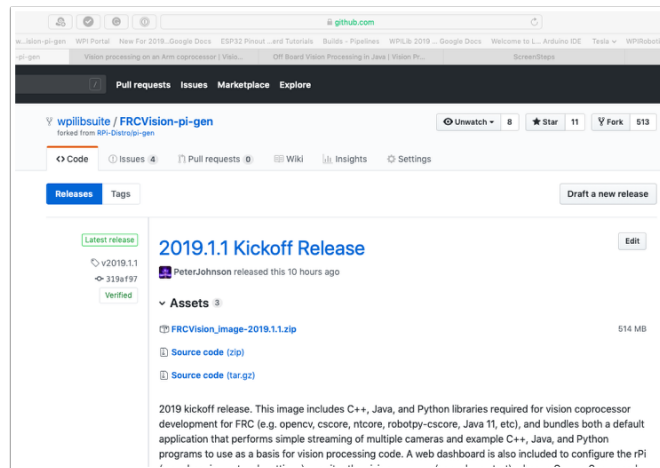 github.com
w...ision-pi-gen WPI Portal New For 2019...Google Docs ESP32 Pinout ...erd Tutorials Builds - Pipelines WPILib 2019 ... Google Docs Welcome to L... Arduino IDE Tesla WPIRoboti
-pi-gen Vision processing on an Arm coprocessor | Visio... Off Board Vision Processing in Java | Vision Pr... ScreenSteps
/ Pull requests Issues Marketplace Explore
wpilibsuite / FRCVision-pi-gen Unwatch 8 Star 11 Fork 513
forked from RPi-Distro/pi-gen
Code Issues 4 Pull requests 0 Wiki Insights Settings
Releases Tags Draft a new release
Latest release 2019.1.1 Kickoff Release Edit
v2019.1.1
319af97
Verified
PeterJohnson released this 10 hours ago
Assets 3
FRCVision_image-2019.1.1.zip 514 MB
Source code (zip)
Source code (tar.gz)
2019 kickoff release. This image includes C++, Java, and Python libraries required for vision coprocessor
development for FRC (e.g. opencv, cscore, ntcore, robotpy-cscore, Java 11, etc), and bundles both a default
application that performs simple streaming of multiple cameras and example C++, Java, and Python
programs to use as a basis for vision processing code. A web dashboard is also included to configure the rPi